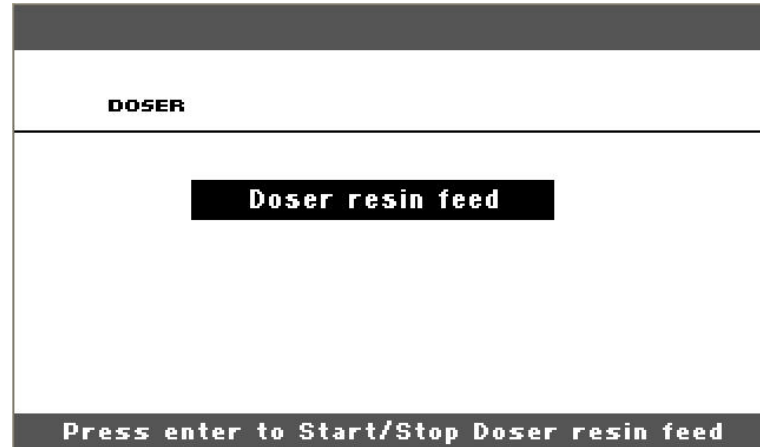 DOSER
Doser resin feed
Press enter to Start/Stop Doser resin feed